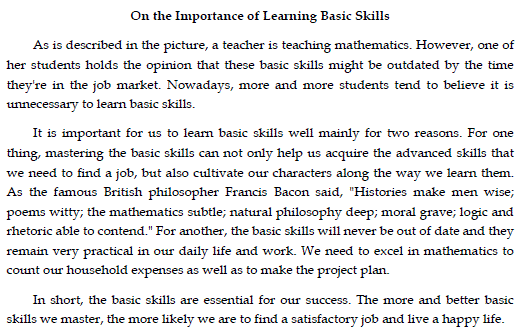 On the Importance of Learning Basic Skills
As is described in the picture, a teacher is teaching mathematics. However, one of
her students holds the opinion that these basic skills might be outdated by the time
they're in the job market. Nowadays, more and more students tend to believe it is
unnecessary to learn basic skills.
It is important for us to learn basic skills well mainly for two reasons. For one
thing, mastering the basic skills can not only help us acquire the advanced skills that
we need to find a job, but also cultivate our characters along the way we learn them.
As the famous British philosopher Francis Bacon said, "Histories make men wise;
poems witty; the mathematics subtle; natural philosophy deep; moral grave; logic and
rhetoric able to contend." For another, the basic skills will never be out of date and they
remain very practical in our daily life and work. We need to excel in mathematics to
count our household expenses as well as to make the project plan.
In short, the basic skills are essential for our success. The more and better basic
skills we master, the more likely we are to find a satisfactory job and live a happy life.